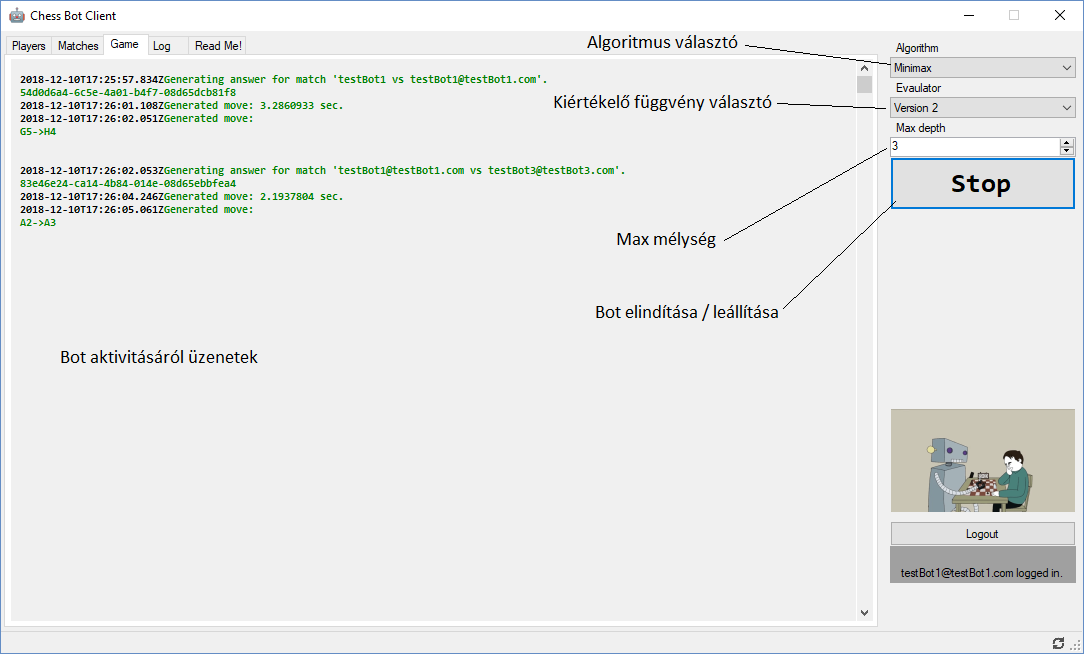 Chess Bot Client
Players Matches Game Log Read Me!
2018-12-10T17:25:57.834ZGenerating answer for match 'testBot1 vs testBot1@testBot1.com'.
54d0d6a4-6c5e-4a01-b4f7-08d65dcb81f8
2018-12-10T17:26:01.108ZGenerated move: 3.2860933 sec.
2018-12-10T17:26:02.051ZGenerated move:
G5->H4
2018-12-10T17:26:02.053ZGenerating answer for match 'testBot1@testBot1.com vs testBot3@testBot3.com'.
83e46e24-ca14-4b84-014e-08d65ebbfea4
2018-12-10T17:26:04.246ZGenerated move: 2.1937804 sec.
2018-12-10T17:26:05.061ZGenerated move:
A2->A3
Algoritmus választó
Kiértékelő függvény választó
Max mélység
Bot elindítása / leállítása
Bot aktivitásáról üzenetek
Algorithm
Minimax
Evaulator
Version 2
Max depth
3
Stop
Logout
testBot1@testBot1.com logged in.